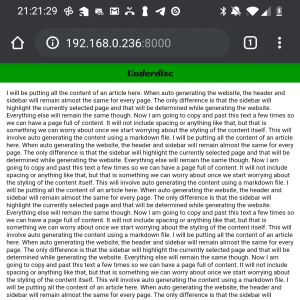 21:21:29
192.168.0.236:8000
1
Underdisc
I will be putting all the content of an article here. When auto generating the website, the header and
sidebar will remain almost the same for every page. The only difference is that the sidebar will
highlight the currently selected page and that will be determined while generating the website.
Everything else will remain the same though. Now I am going to copy and past this text a few times so
we can have a page full of content. It will not include spacing or anything like that, but that is
something we can worry about once we start worrying about the styling of the content itself. This will
involve auto generating the content using a markdown file. I will be putting all the content of an article
here. When auto generating the website, the header and sidebar will remain almost the same for every
page. The only difference is that the sidebar will highlight the currently selected page and that will be
determined while generating the website. Everything else will remain the same though. Now I am
going to copy and past this text a few times so we can have a page full of content. It will not include
spacing or anything like that, but that is something we can worry about once we start worrying about
the styling of the content itself. This will involve auto generating the content using a markdown file. I
will be putting all the content of an article here. When auto generating the website, the header and
sidebar will remain almost the same for every page. The only difference is that the sidebar will
highlight the currently selected page and that will be determined while generating the website.
Everything else will remain the same though. Now I am going to copy and past this text a few times so
we can have a page full of content. It will not include spacing or anything like that, but that is
something we can worry about once we start worrying about the styling of the content itself. This will
involve auto generating the content using a markdown file. I will be putting all the content of an article
here. When auto generating the website, the header and sidebar will remain almost the same for every
page. The only difference is that the sidebar will highlight the currently selected page and that will be
determined while generating the website. Everything else will remain the same though. Now I am
going to copy and past this text a few times so we can have a page full of content. It will not include
spacing or anything like that, but that is something we can worry about once we start worrying about
the styling of the content itself. This will involve auto generating the content using a markdown file. I
will be putting all the content of an article here. When auto generating the website, the header and
sidebar will remain almost the same for every page. The only difference is that the sidebar will